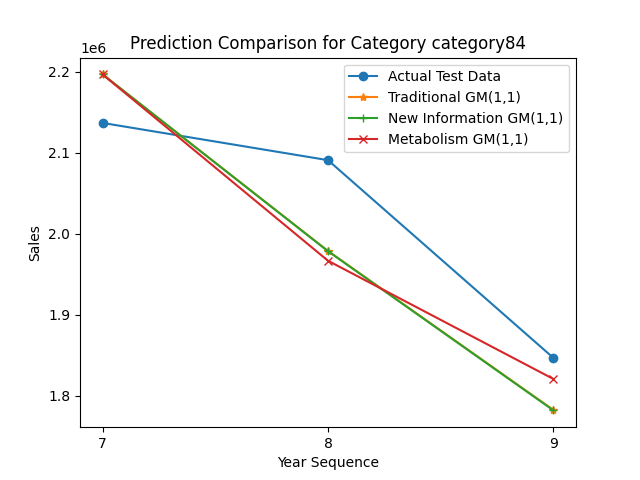 Prediction Comparison for Category category84
1e6
Actual Test Data
Traditional GM(1,1)
New Information GM(1,1)
Metabolism GM(1,1)
2.2
2.1
2.0
1.9
1.8
Sales
7
8
9
Year Sequence